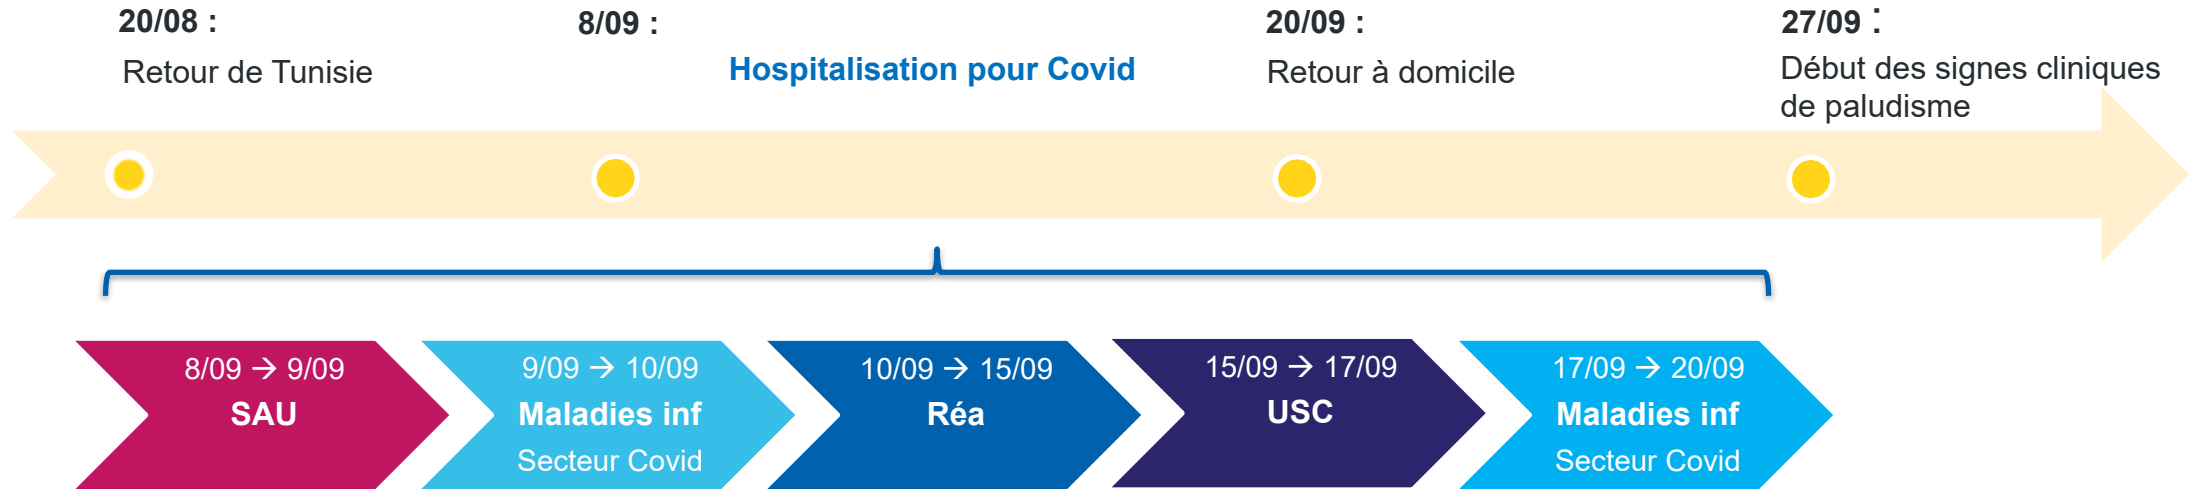 20/08 :
Retour de Tunisie
8/09 :
Hospitalisation pour Covid
20/09 :
Retour à domicile
27/09 :
Début des signes cliniques
de paludisme
8/09 → 9/09
SAU
9/09 → 10/09
Maladies inf
Secteur Covid
10/09 → 15/09
Réa
15/09 → 17/09
USC
17/09 → 20/09
Maladies inf
Secteur Covid